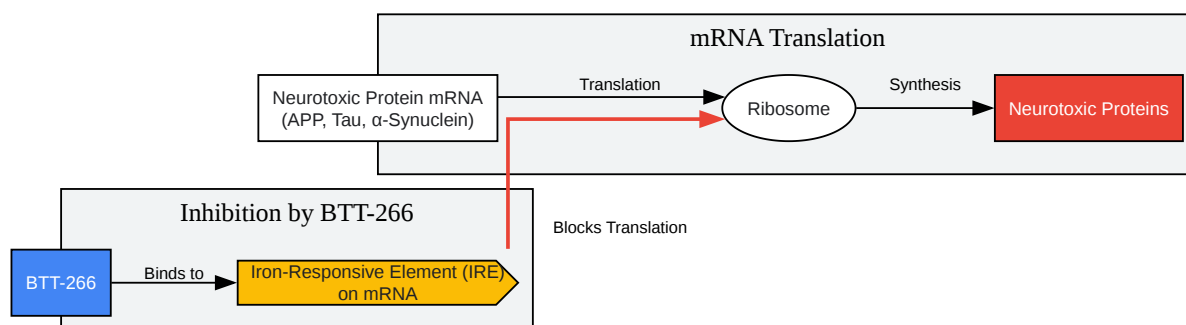 mRNA Translation
Neurotoxic Protein mRNA
(APP, Tau, α-Synuclein)
Translation
Ribosome
Synthesis
Neurotoxic Proteins
Inhibition by BTT-266
Blocks Translation
BTT-266
Binds to
Iron-Responsive Element (IRE)
on mRNA